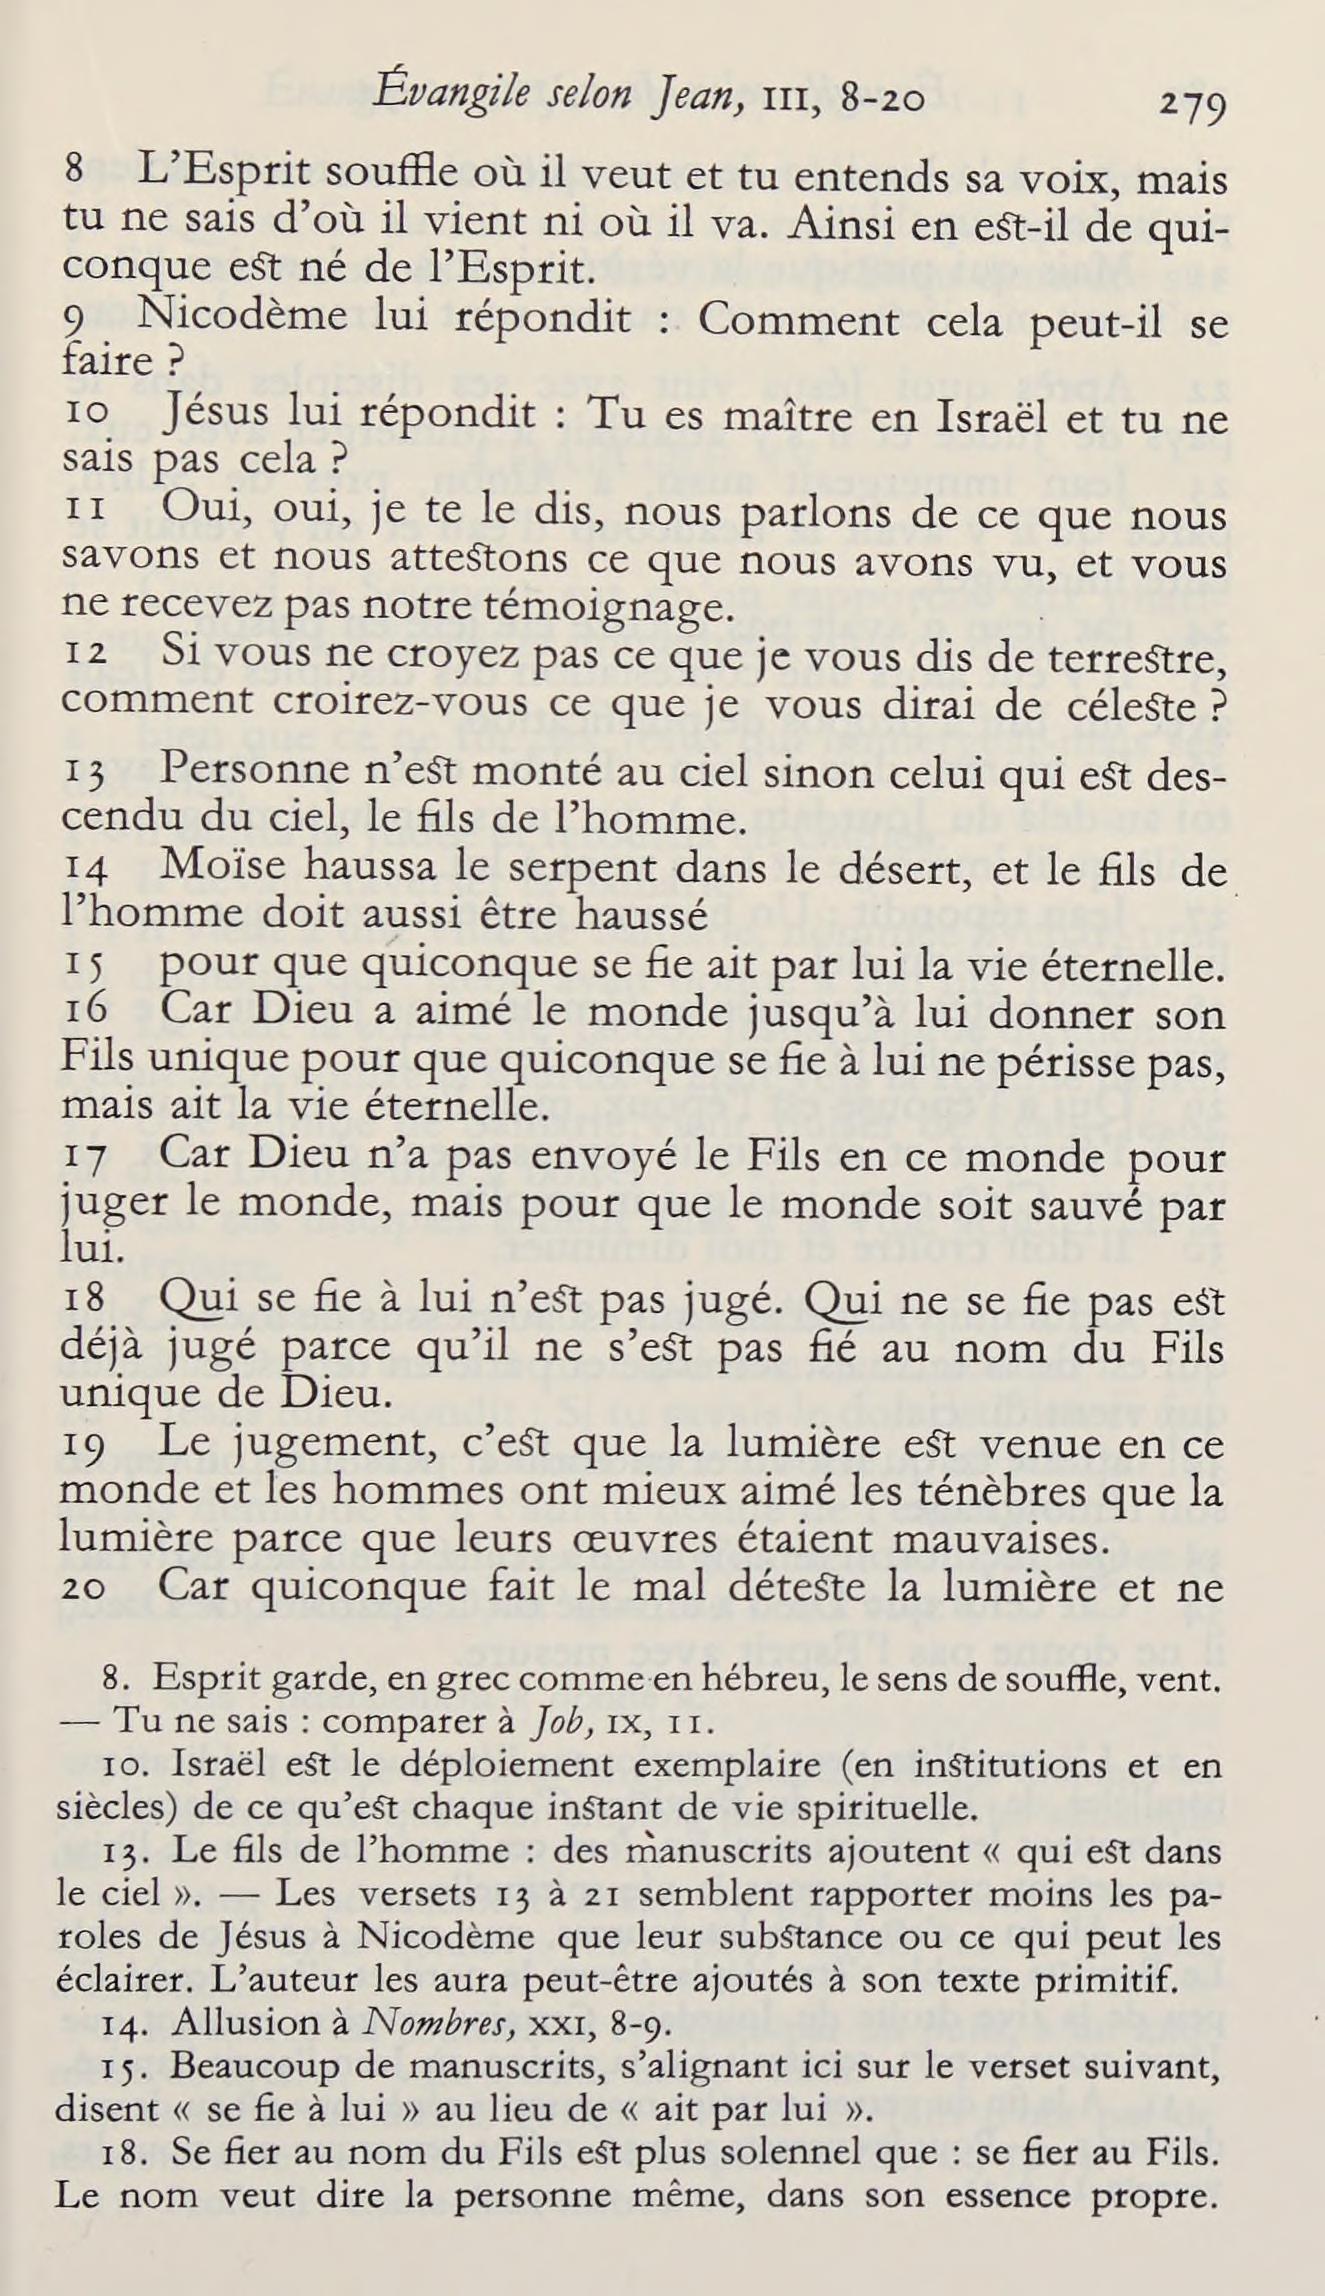 Évangile selon Jean, III, 8-20 279
8 L’Esprit souffle où il veut et tu entends sa voix, mais
tu ne sais d’où il vient ni où il va. Ainsi en est-il de qui-
conque est né de l’Esprit.
9 Nicodème lui répondit : Comment cela peut-il se
faire ?
10 Jésus lui répondit : Tu es maître en Israël et tu ne
sais pas cela ?
11 Oui, oui, je te le dis, nous parlons de ce que nous
savons et nous attestons ce que nous avons vu, et vous
ne recevez pas notre témoignage.
12 Si vous ne croyez pas ce que je vous dis de terrestre,
comment croirez-vous ce que je vous dirai de céleste ?
13 Personne n’est monté au ciel sinon celui qui est des-
cendu du ciel, le fils de l’homme.
14 Moïse haussa le serpent dans le désert, et le fils de
l’homme doit aussi être haussé
15 pour que quiconque se fie ait par lui la vie éternelle.
16 Car Dieu a aimé le monde jusqu’à lui donner son
Fils unique pour que quiconque se fie à lui ne périsse pas,
mais ait la vie éternelle.
17 Car Dieu n’a pas envoyé le Fils en ce monde pour
juger le monde, mais pour que le monde soit sauvé par
lui.
18 Qui se fie à lui n’est pas jugé. Qui ne se fie pas est
déjà jugé parce qu’il ne s’est pas fié au nom du Fils
unique de Dieu.
19 Le jugement, c’est que la lumière est venue en ce
monde et les hommes ont mieux aimé les ténèbres que la
lumière parce que leurs œuvres étaient mauvaises.
20 Car quiconque fait le mal déteste la lumière et ne
8. Esprit garde, en grec comme en hébreu, le sens de souffle, vent.
— Tu ne sais : comparer à Job, IX, 11.
10. Israël est le déploiement exemplaire (en institutions et en
siècles) de ce qu’est chaque instant de vie spirituelle.
13. Le fils de l’homme : des manuscrits ajoutent « qui est dans
le ciel ». — Les versets 13 à 21 semblent rapporter moins les pa-
roles de Jésus à Nicodème que leur substance ou ce qui peut les
éclairer. L’auteur les aura peut-être ajoutés à son texte primitif.
14. Allusion à Nombres, XXI, 8-9.
15. Beaucoup de manuscrits, s’alignant ici sur le verset suivant,
disent « se fie à lui » au lieu de « ait par lui ».
18. Se fier au nom du Fils est plus solennel que : se fier au Fils.
Le nom veut dire la personne même, dans son essence propre.